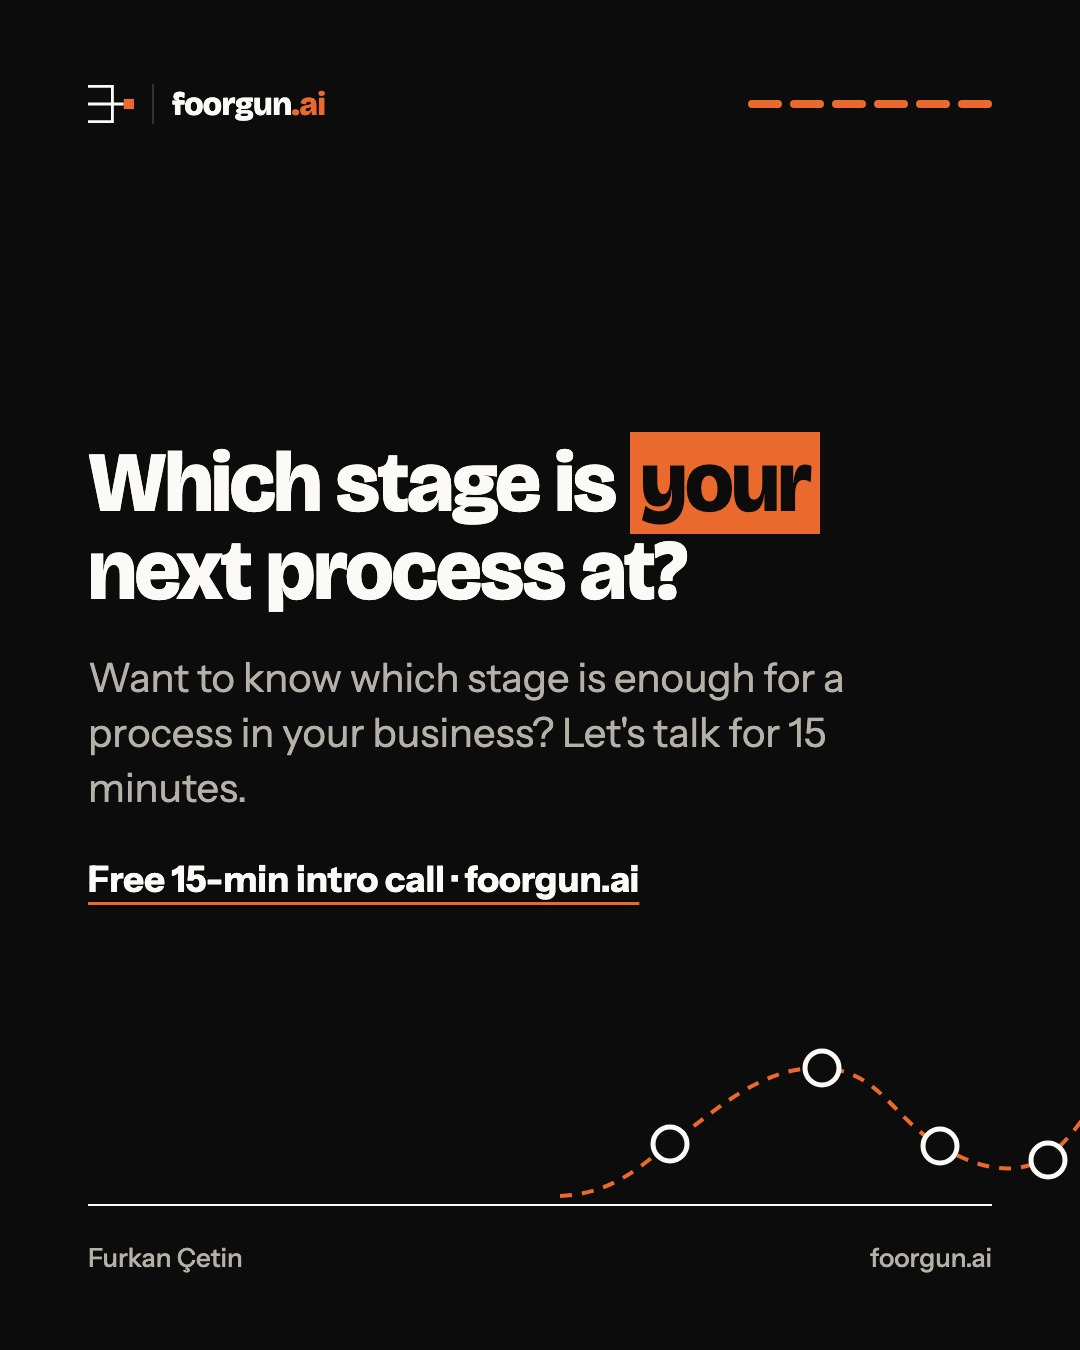 foorgun.ai
Which stage is your
next process at?
Want to know which stage is enough for a
process in your business? Let's talk for 15
minutes.
Free 15-min intro call · foorgun.ai
Furkan Çetin
foorgun.ai